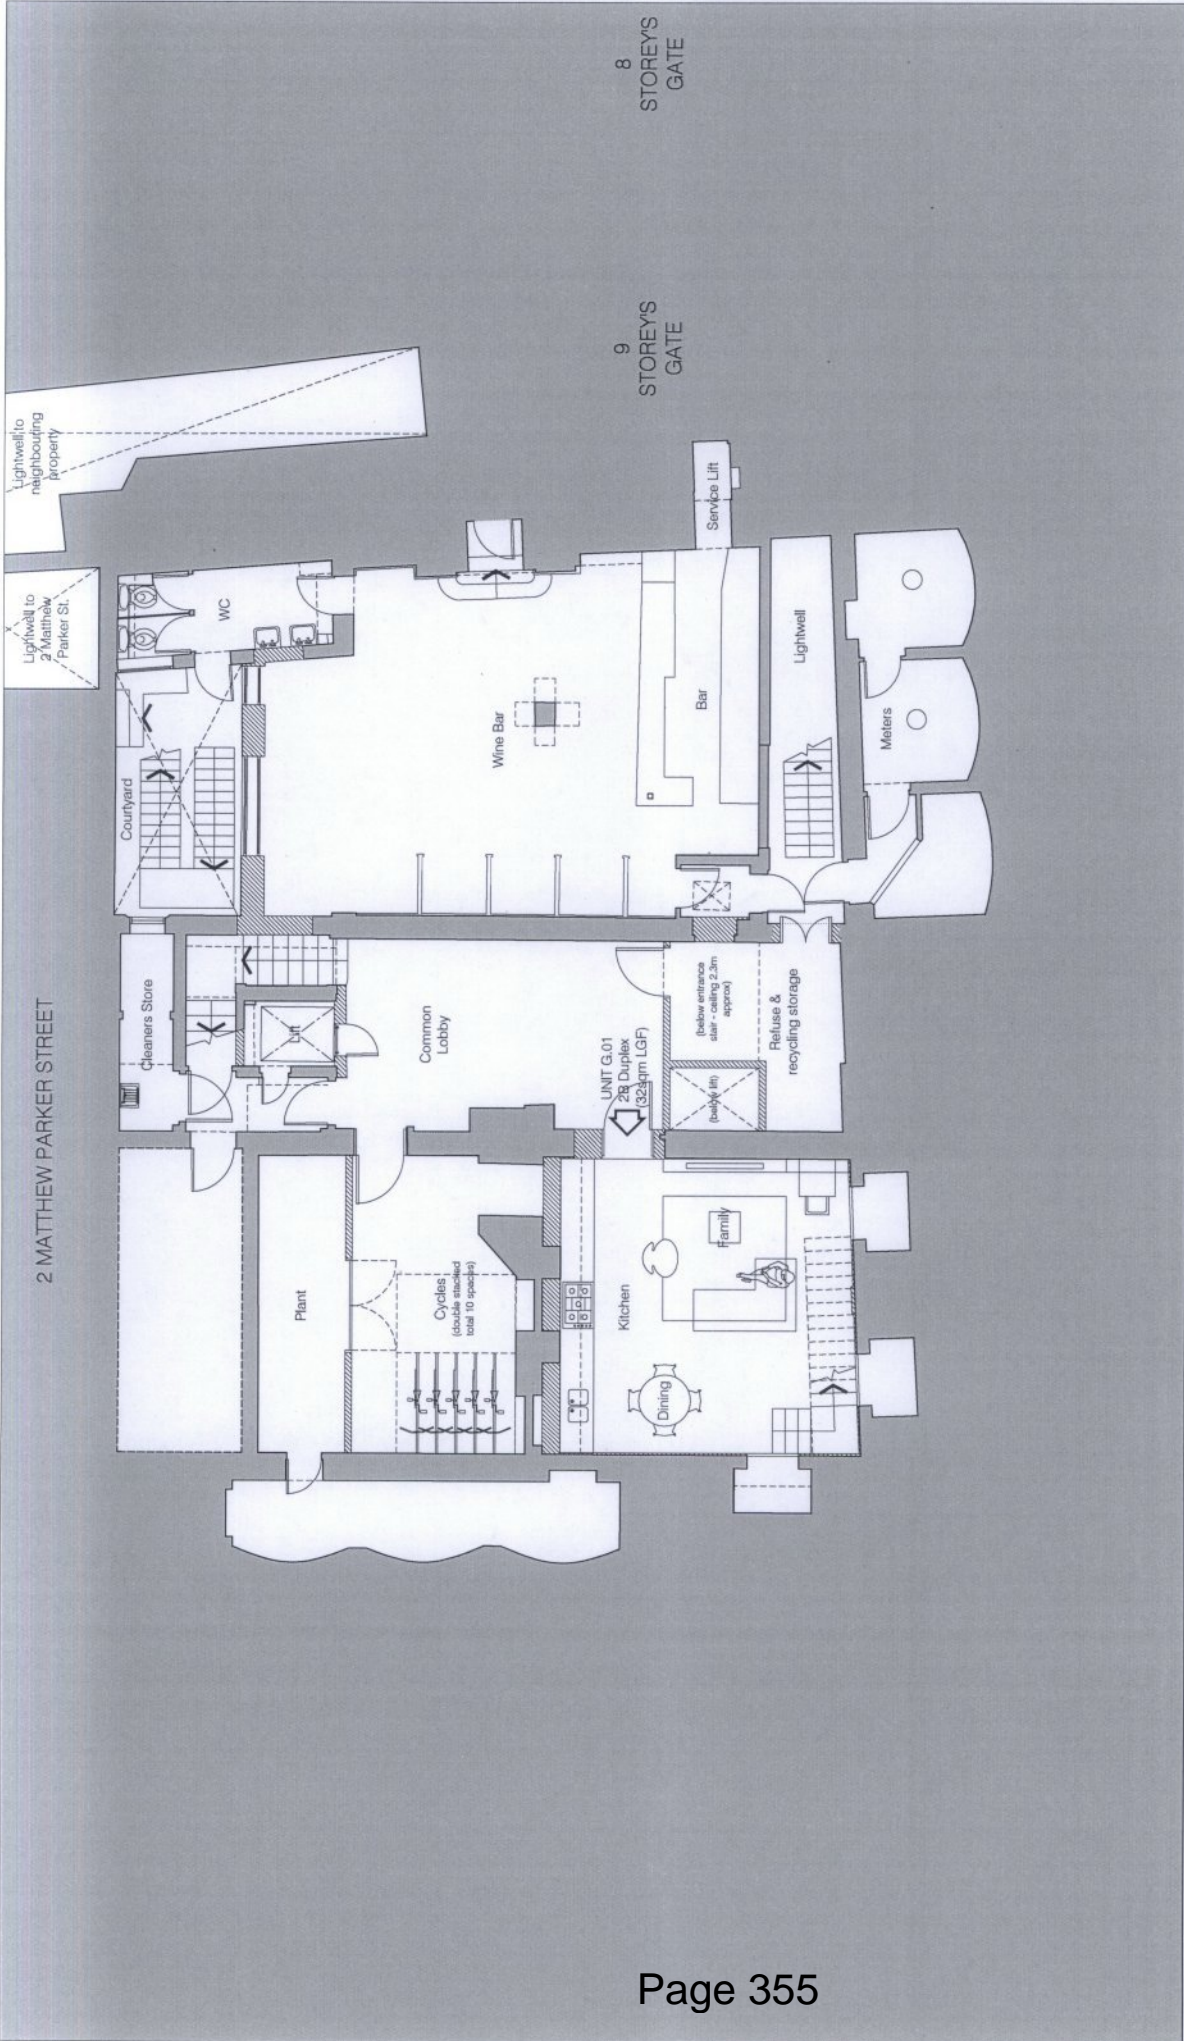 8
STOREY'S
GATE
9
STOREY'S
GATE
Lightwell to
naighbouting
property
Lightwell to
2 Matthew
Parker St.
WC
Service Lift
Courtyard
Wine Bar
Bar
Lightwell
Meters
2 MATTHEW PARKER STREET
Cleaners Store
Lift
Common
Lobby
(below entrance
stair - ceiling 2.3m
approx)
Refuse &
recycling storage
(below lift)
UNIT G.01
2B Duplex
(32sqm LGF)
Plant
Cycles
(double stacked
total 10 spaces)
Kitchen
Family
Dining
Page 355